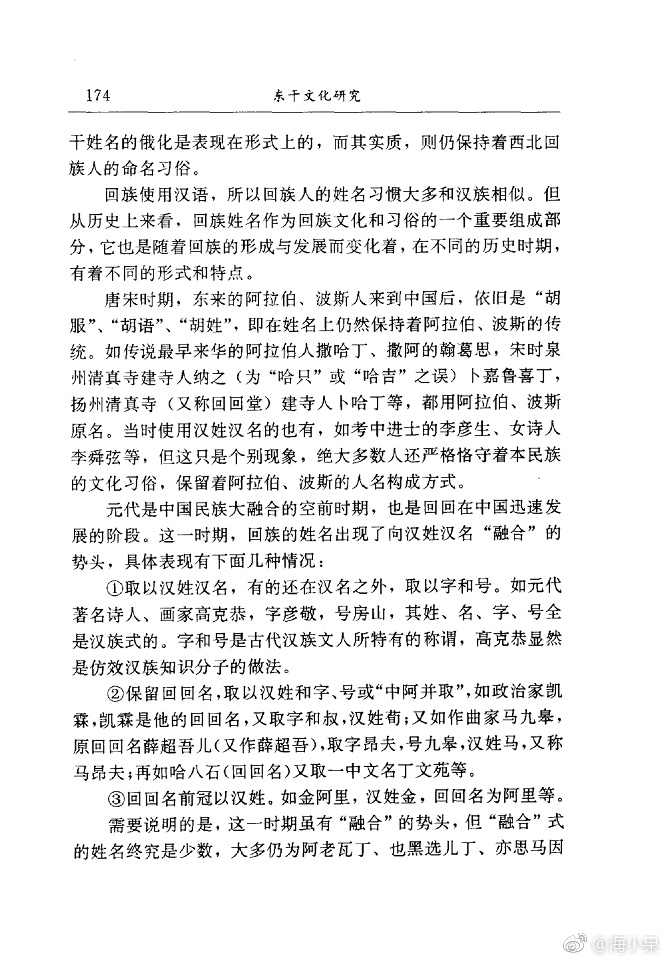 174 东干文化研究
干姓名的俄化是表现在形式上的，而其实质，则仍保持着西北回
族人的命名习俗。
回族使用汉语，所以回族人的姓名习惯大多和汉族相似。但
从历史上来看，回族姓名作为回族文化和习俗的一个重要组成部
分，它也是随着回族的形成与发展而变化着，在不同的历史时期，
有着不同的形式和特点。
唐宋时期，东来的阿拉伯、波斯人来到中国后，依旧是“胡
服”、“胡语”、“胡姓”，即在姓名上仍然保持着阿拉伯、波斯的传
统。如传说最早来华的阿拉伯人撒哈丁、撒阿的翰葛思，宋时泉
州清真寺建寺人纳之（为“哈只”或“哈吉”之误）卜嘉鲁喜丁，
扬州清真寺（又称回回堂）建寺人卜哈丁等，都用阿拉伯、波斯
原名。当时使用汉姓汉名的也有，如考中进士的李彦生、女诗人
李舜弦等，但这只是个别现象，绝大多数人还严格恪守着本民族
的文化习俗，保留着阿拉伯、波斯的人名构成方式。
元代是中国民族大融合的空前时期，也是回回在中国迅速发
展的阶段。这一时期，回族的姓名出现了向汉姓汉名“融合”的
势头，具体表现有下面几种情况：
①取以汉姓汉名，有的还在汉名之外，取以字和号。如元代
著名诗人、画家高克恭，字彦敬，号房山，其姓、名、字、号全
是汉族式的。字和号是古代汉族文人所特有的称谓，高克恭显然
是仿效汉族知识分子的做法。
②保留回回名，取以汉姓和字、号或“中阿并取”，如政治家凯
霖，凯霖是他的回回名，又取字和叔，汉姓荀；又如作曲家马九皋，
原回回名薛超吾儿（又作薛超吾），取字昂夫，号九皋，汉姓马，又称
马昂夫；再如哈八石（回回名）又取一中文名丁文苑等。
③回回名前冠以汉姓。如金阿里，汉姓金，回回名为阿里等。
需要说明的是，这一时期虽有“融合”的势头，但“融合”式
的姓名终究是少数，大多仍为阿老瓦丁、也黑迭儿丁、亦思马因
@海小杲